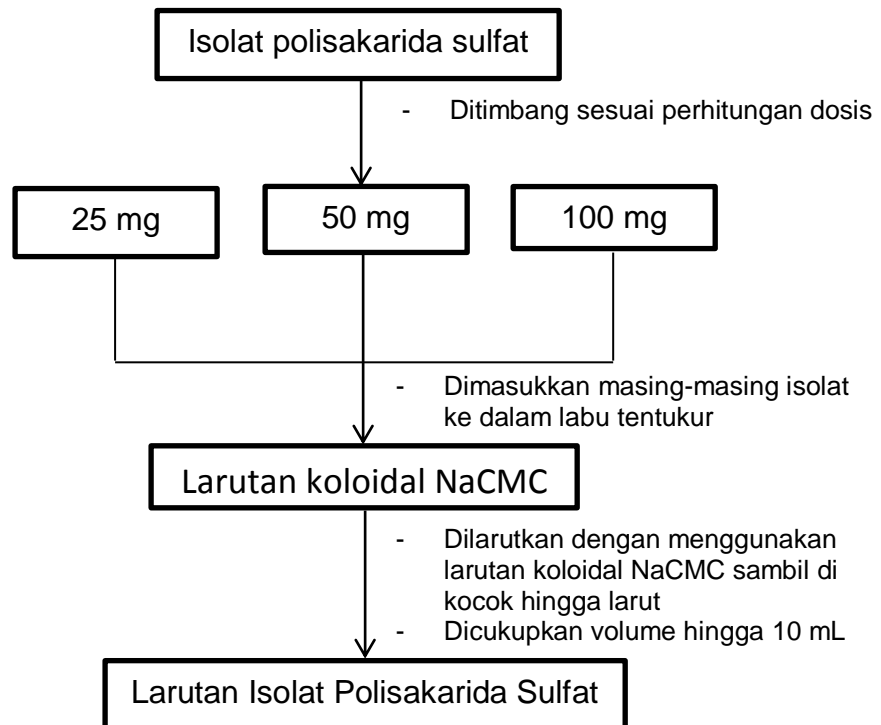 Isolat polisakarida sulfat
- Ditimbang sesuai perhitungan dosis
25 mg
50 mg
100 mg
- Dimasukkan masing-masing isolat
ke dalam labu tentukur
Larutan koloidal NaCMC
- Dilarutkan dengan menggunakan
larutan koloidal NaCMC sambil di
kocok hingga larut
- Dicukupkan volume hingga 10 mL
Larutan Isolat Polisakarida Sulfat